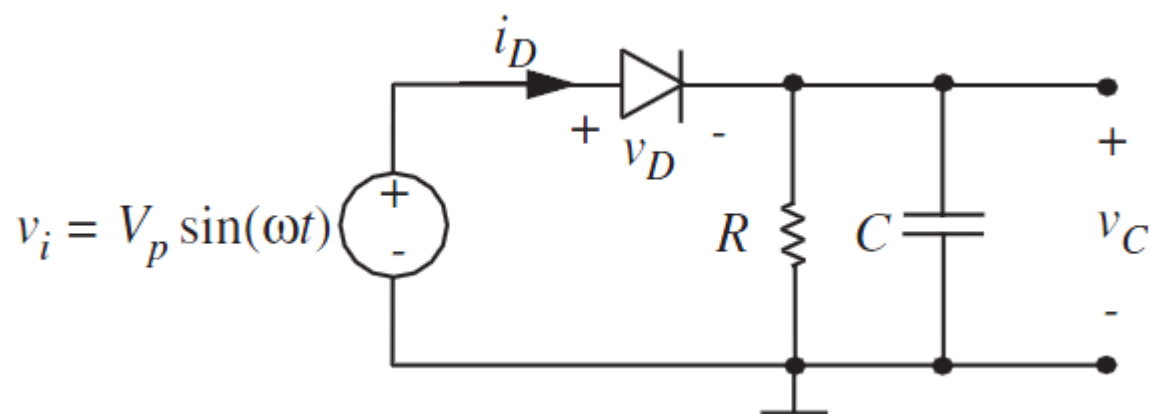 i_D
+ v_D -
v_i = V_p sin(ωt)
+
-
R
C
+
v_C
-